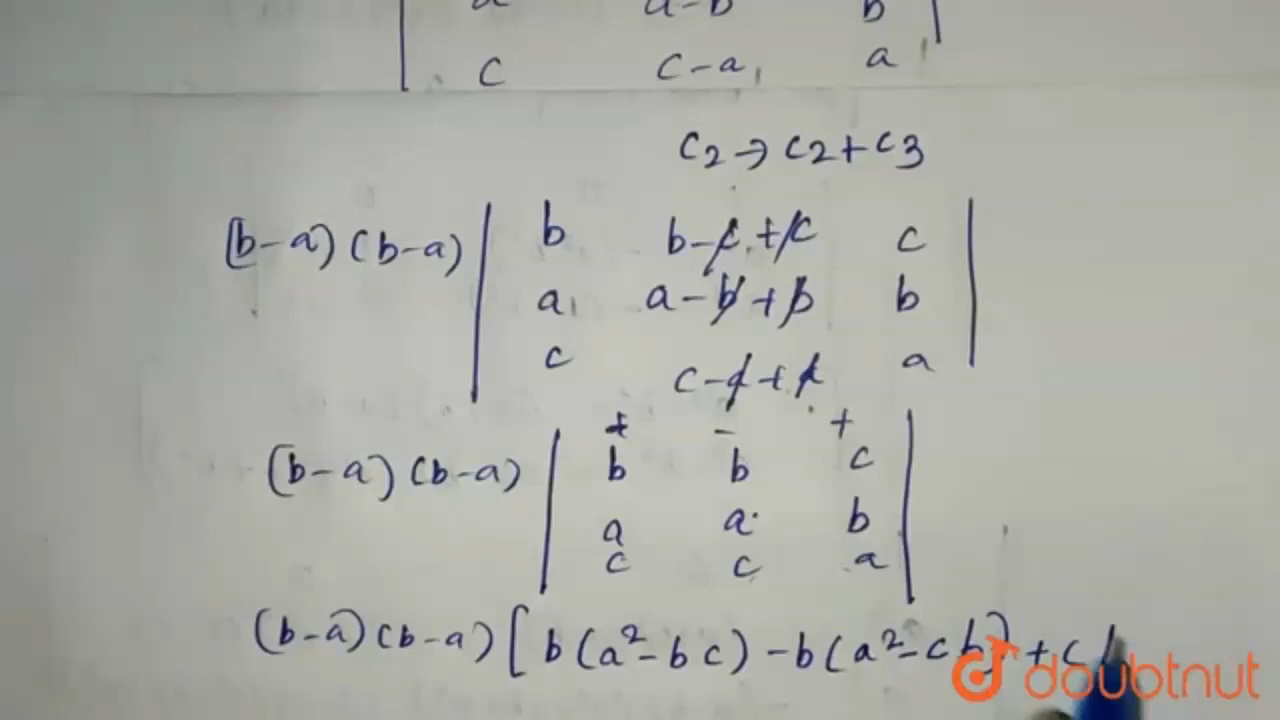 a a-b b
c c-a a
c2 → c2 + c3
(b-a)(b-a) | b b-c+c c |
a a-b+b b
c c-a+a a
+ - +
(b-a)(b-a) | b b c |
a a b
c c a
(b-a)(b-a) [ b(a²-bc) -b(a²-cb) + c
doubtnut